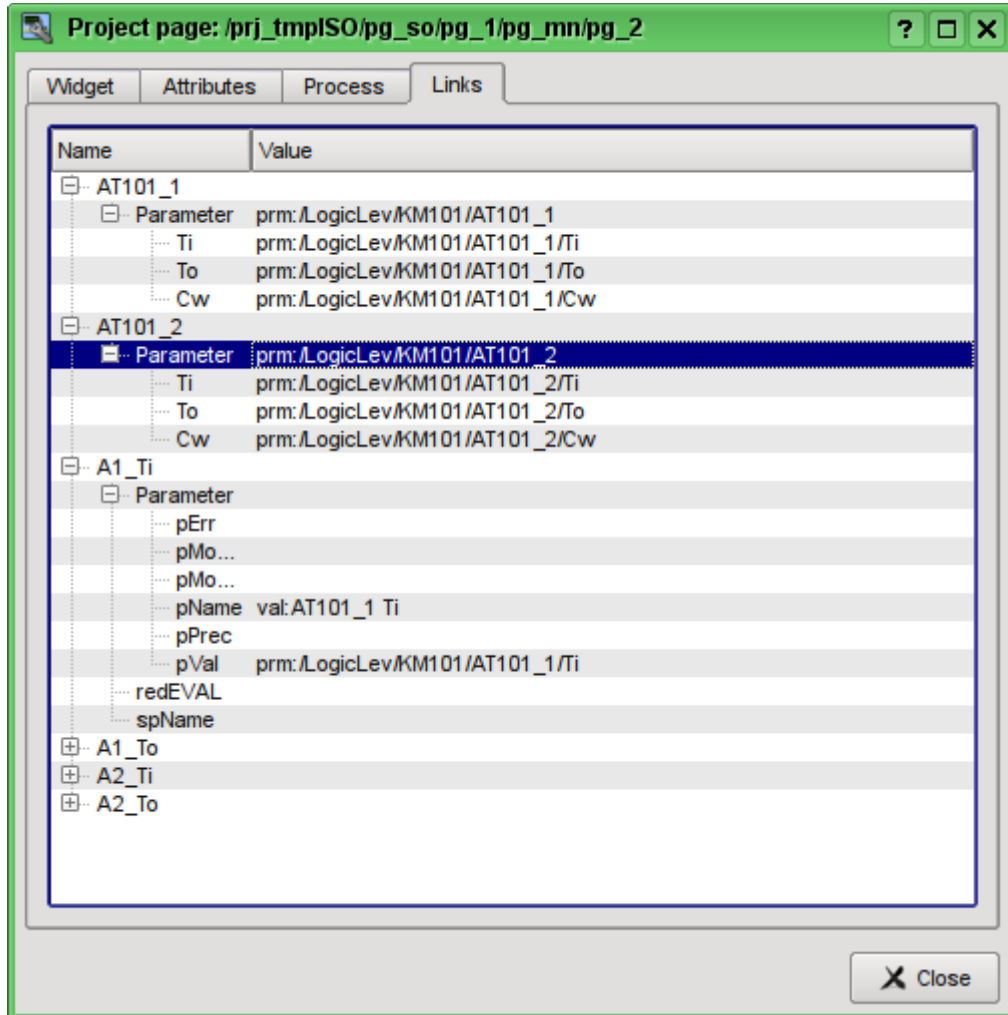 Project page: /prj_tmplSO/pg_so/pg_1/pg_mn/pg_2
Widget Attributes Process Links
Name Value
AT101_1
Parameter prm:/LogicLev/KM101/AT101_1
Ti prm:/LogicLev/KM101/AT101_1/Ti
To prm:/LogicLev/KM101/AT101_1/To
Cw prm:/LogicLev/KM101/AT101_1/Cw
AT101_2
Parameter prm:/LogicLev/KM101/AT101_2
Ti prm:/LogicLev/KM101/AT101_2/Ti
To prm:/LogicLev/KM101/AT101_2/To
Cw prm:/LogicLev/KM101/AT101_2/Cw
A1_Ti
Parameter
pErr
pMo...
pMo...
pName val:AT101_1 Ti
pPrec
pVal prm:/LogicLev/KM101/AT101_1/Ti
redEVAL
spName
A1_To
A2_Ti
A2_To
Close